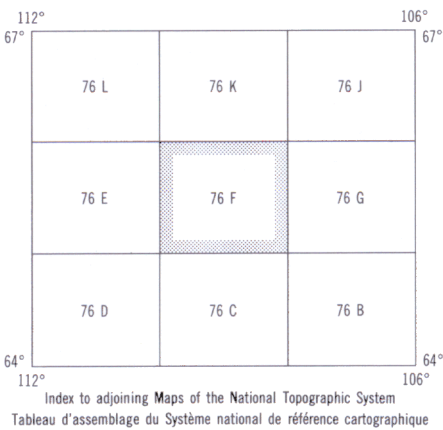 112° 106°
67° 67°
76 L 76 K 76 J
76 E 76 F 76 G
76 D 76 C 76 B
64° 64°
112° 106°
Index to adjoining Maps of the National Topographic System
Tableau d'assemblage du Système national de référence cartographique